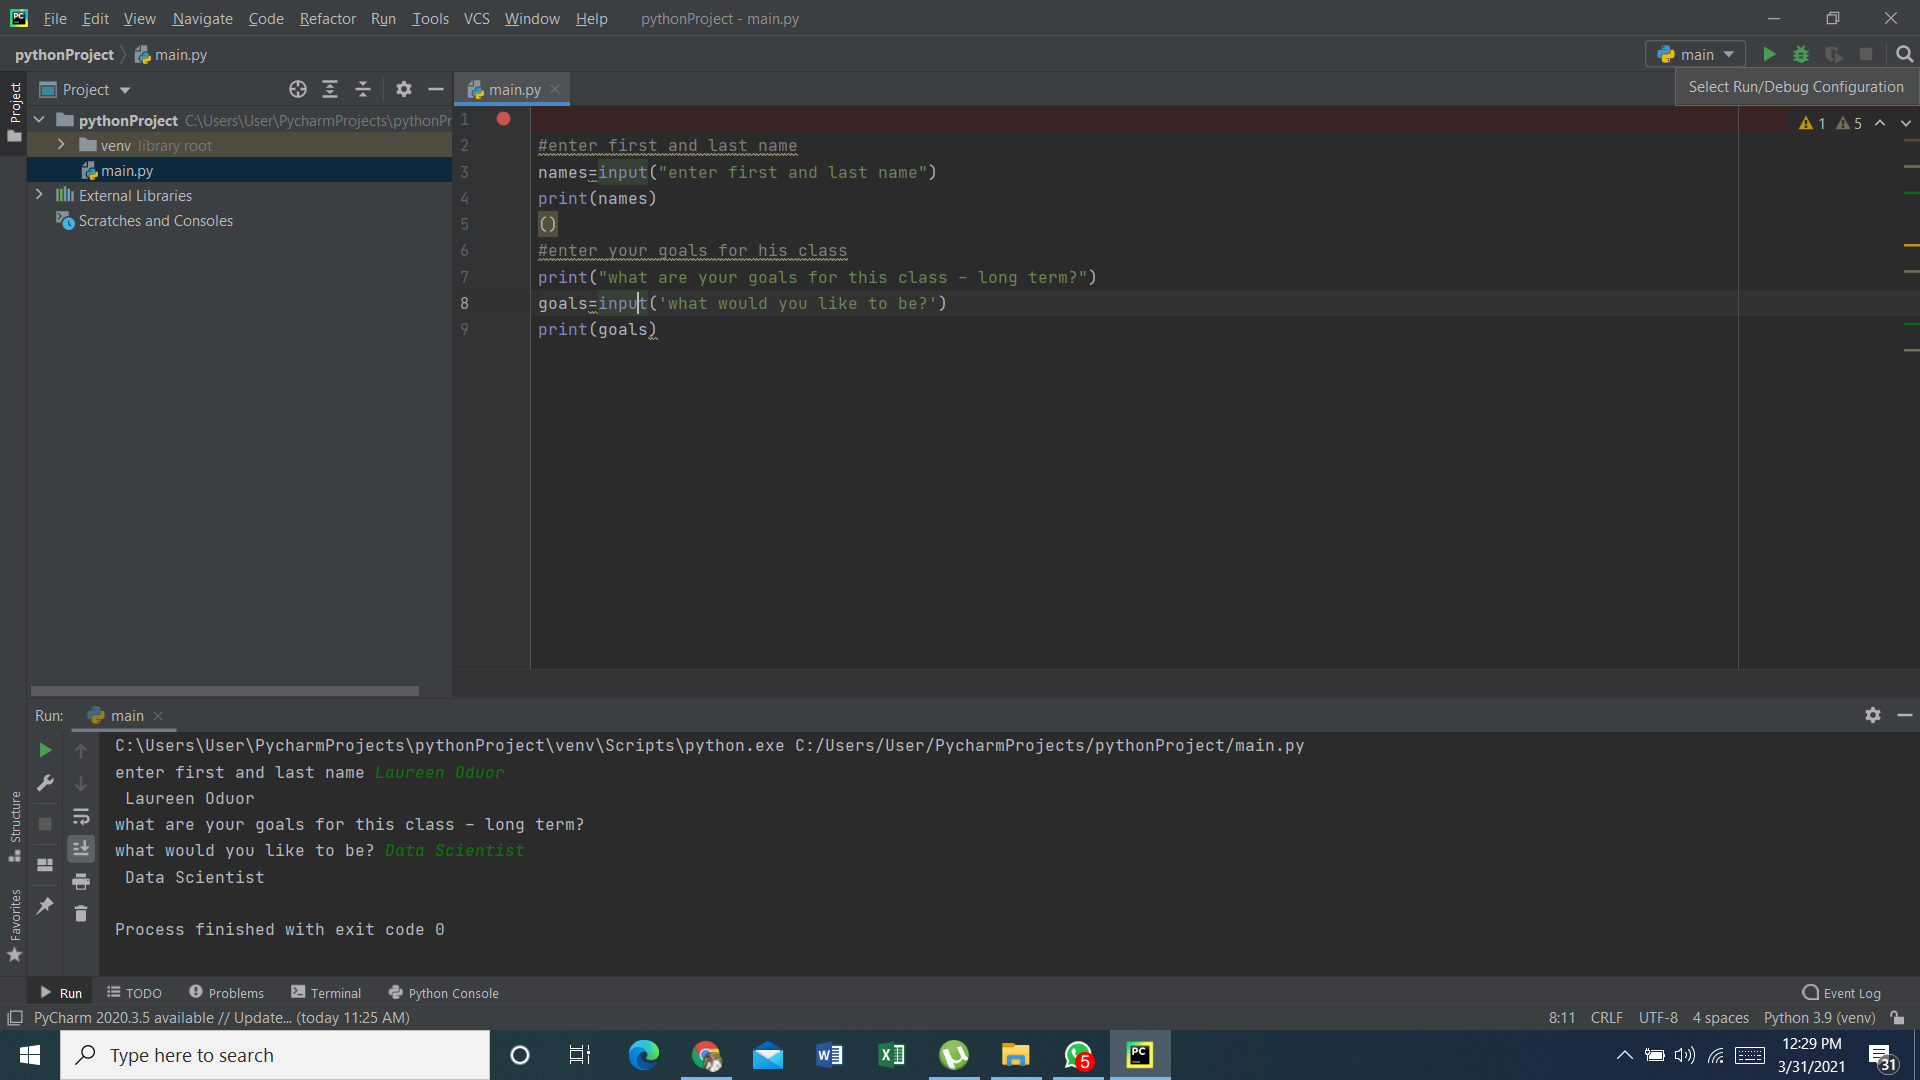 PC File Edit View Navigate Code Refactor Run Tools VCS Window Help pythonProject - main.py
pythonProject main.py main
Select Run/Debug Configuration
Project Project main.py
pythonProject C:\Users\User\PycharmProjects\pythonPr
venv library root
main.py
External Libraries
Scratches and Consoles
1 5
1
2 #enter first and last name
3 names=input("enter first and last name")
4 print(names)
5 ()
6 #enter your goals for his class
7 print("what are your goals for this class - long term?")
8 goals=input('what would you like to be?')
9 print(goals)
Run: main
C:\Users\User\PycharmProjects\pythonProject\venv\Scripts\python.exe C:/Users/User/PycharmProjects/pythonProject/main.py
enter first and last name Laureen Oduor
Laureen Oduor
what are your goals for this class - long term?
what would you like to be? Data Scientist
Data Scientist
Process finished with exit code 0
Structure
Favorites
Run TODO Problems Terminal Python Console Event Log
PyCharm 2020.3.5 available // Update... (today 11:25 AM) 8:11 CRLF UTF-8 4 spaces Python 3.9 (venv)
Type here to search 5 PC 12:29 PM
3/31/2021 31